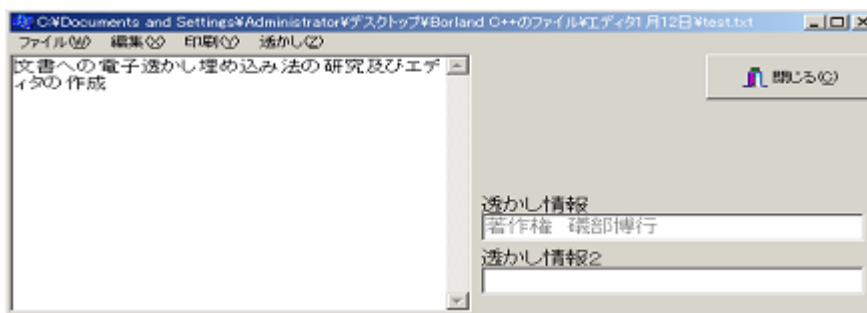 C:¥Documents and Settings¥Administrator¥デスクトップ¥Borland C++のファイル¥エディタ1月12日¥test.txt
ファイル(W) 編集(X) 印刷(Y) 透かし(Z)
文書への電子透かし埋め込み法の研究及びエデ
ィタの作成
閉じる(C)
透かし情報
著作権 礒部博行
透かし情報2